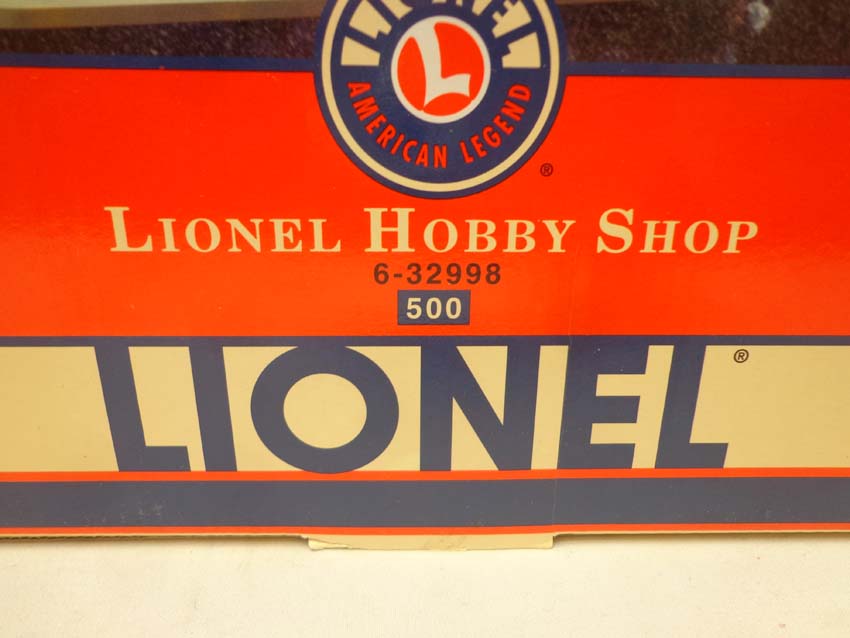 LIONEL
L
AMERICAN LEGEND
®
LIONEL HOBBY SHOP
6-32998
500
LIONEL ®